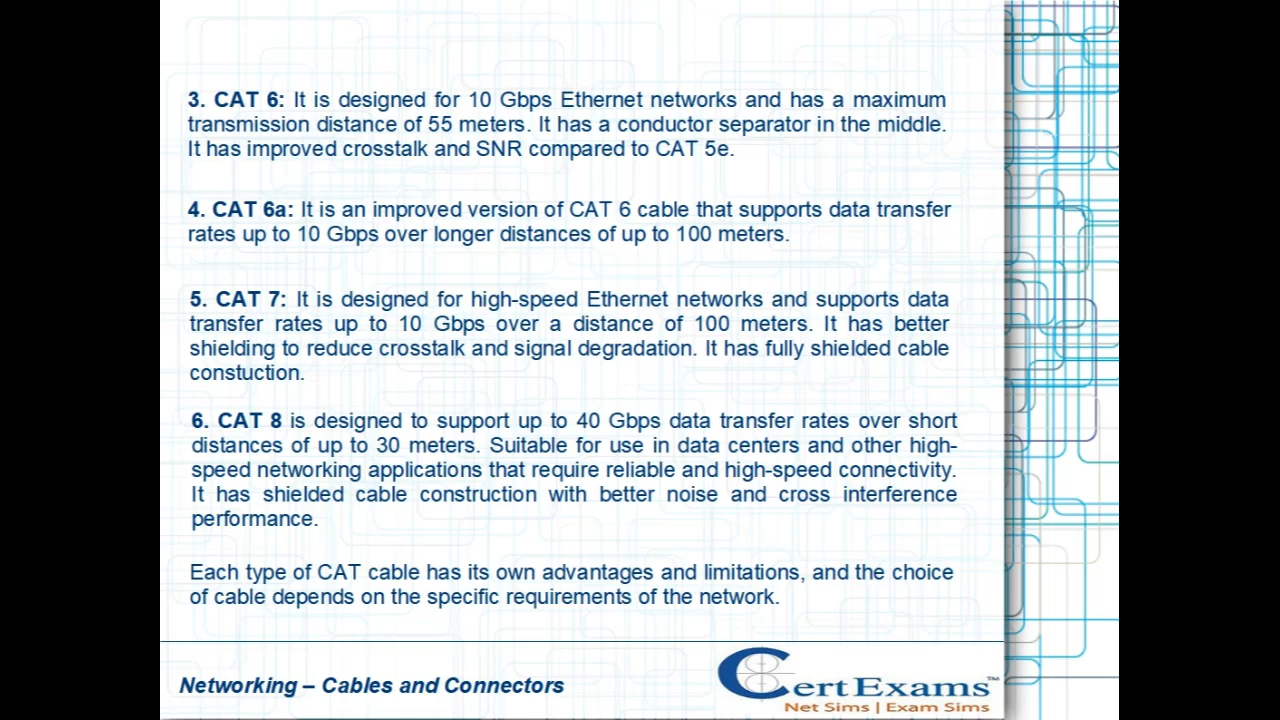 3. CAT 6: It is designed for 10 Gbps Ethernet networks and has a maximum
transmission distance of 55 meters. It has a conductor separator in the middle.
It has improved crosstalk and SNR compared to CAT 5e.
4. CAT 6a: It is an improved version of CAT 6 cable that supports data transfer
rates up to 10 Gbps over longer distances of up to 100 meters.
5. CAT 7: It is designed for high-speed Ethernet networks and supports data
transfer rates up to 10 Gbps over a distance of 100 meters. It has better
shielding to reduce crosstalk and signal degradation. It has fully shielded cable
constuction.
6. CAT 8 is designed to support up to 40 Gbps data transfer rates over short
distances of up to 30 meters. Suitable for use in data centers and other high-
speed networking applications that require reliable and high-speed connectivity.
It has shielded cable construction with better noise and cross interference
performance.
Each type of CAT cable has its own advantages and limitations, and the choice
of cable depends on the specific requirements of the network.
Networking – Cables and Connectors
CertExams™
Net Sims | Exam Sims